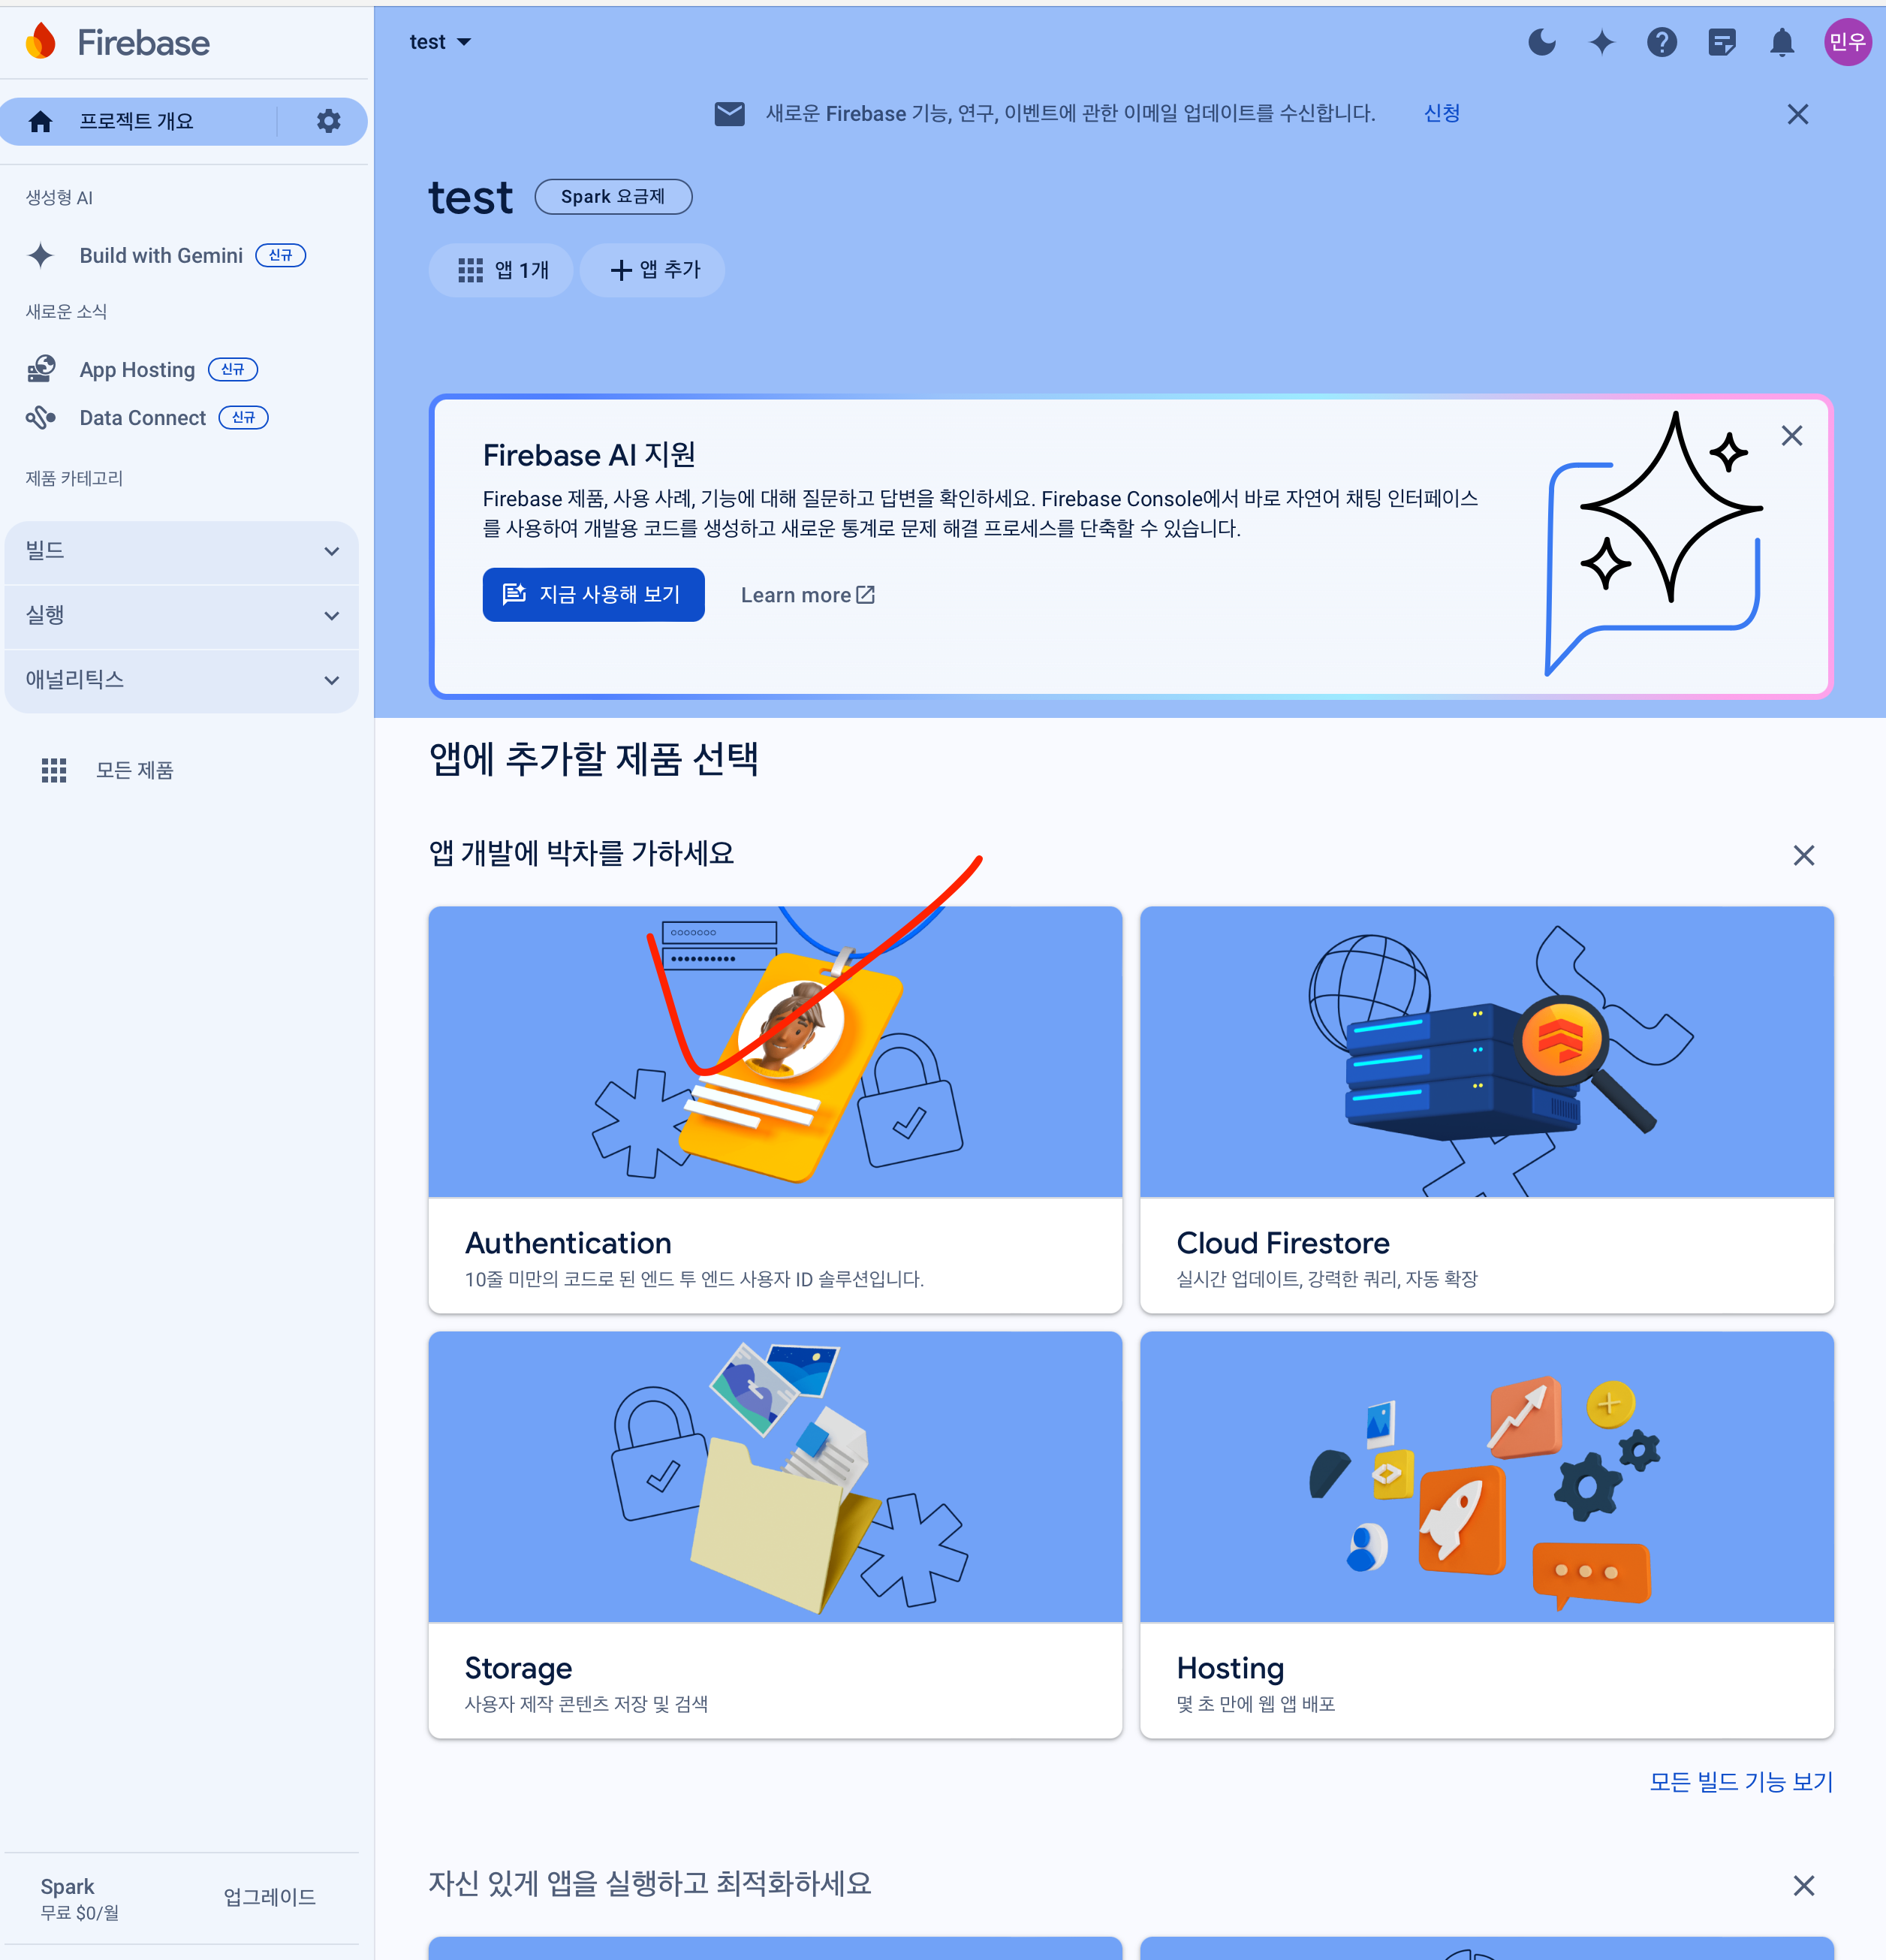 Firebase
test
민우
프로젝트 개요
새로운 Firebase 기능, 연구, 이벤트에 관한 이메일 업데이트를 수신합니다. 신청
생성형 AI
Build with Gemini 신규
새로운 소식
App Hosting 신규
Data Connect 신규
제품 카테고리
빌드
실행
애널리틱스
모든 제품
Spark
무료 $0/월
업그레이드
test Spark 요금제
앱 1개 앱 추가
Firebase AI 지원
Firebase 제품, 사용 사례, 기능에 대해 질문하고 답변을 확인하세요. Firebase Console에서 바로 자연어 채팅 인터페이스
를 사용하여 개발용 코드를 생성하고 새로운 통계로 문제 해결 프로세스를 단축할 수 있습니다.
지금 사용해 보기 Learn more
앱에 추가할 제품 선택
앱 개발에 박차를 가하세요
Authentication
10줄 미만의 코드로 된 엔드 투 엔드 사용자 ID 솔루션입니다.
Cloud Firestore
실시간 업데이트, 강력한 쿼리, 자동 확장
Storage
사용자 제작 콘텐츠 저장 및 검색
Hosting
몇 초 만에 웹 앱 배포
모든 빌드 기능 보기
자신 있게 앱을 실행하고 최적화하세요